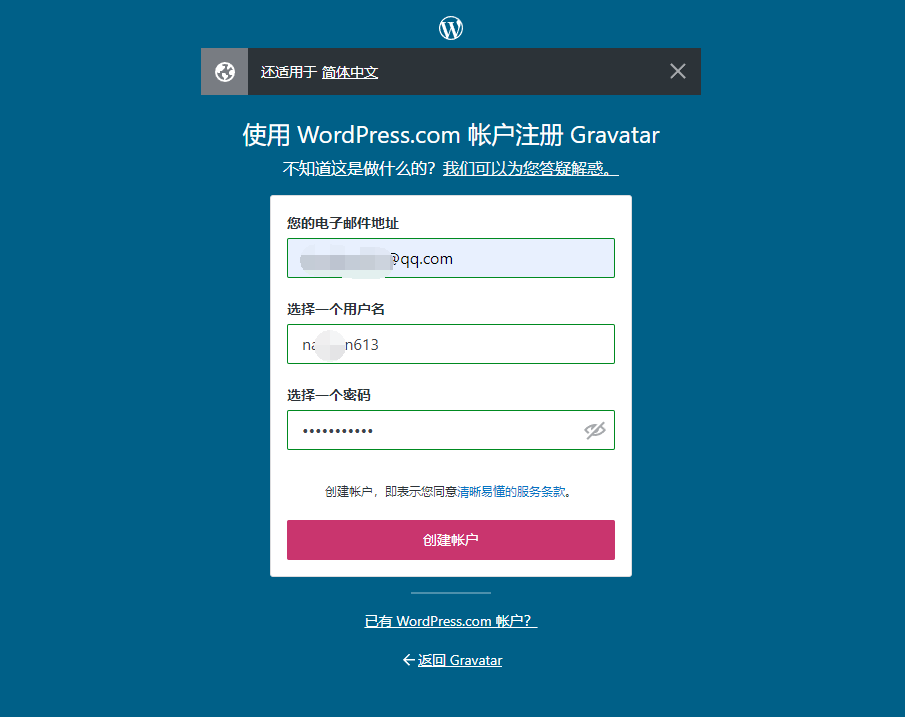 还适用于 简体中文
使用 WordPress.com 帐户注册 Gravatar
不知道这是做什么的？我们可以为您答疑解惑。
您的电子邮件地址
@qq.com
选择一个用户名
na n613
选择一个密码
•••••••••••
创建帐户，即表示您同意清晰易懂的服务条款。
创建帐户
已有 WordPress.com 帐户？
← 返回 Gravatar